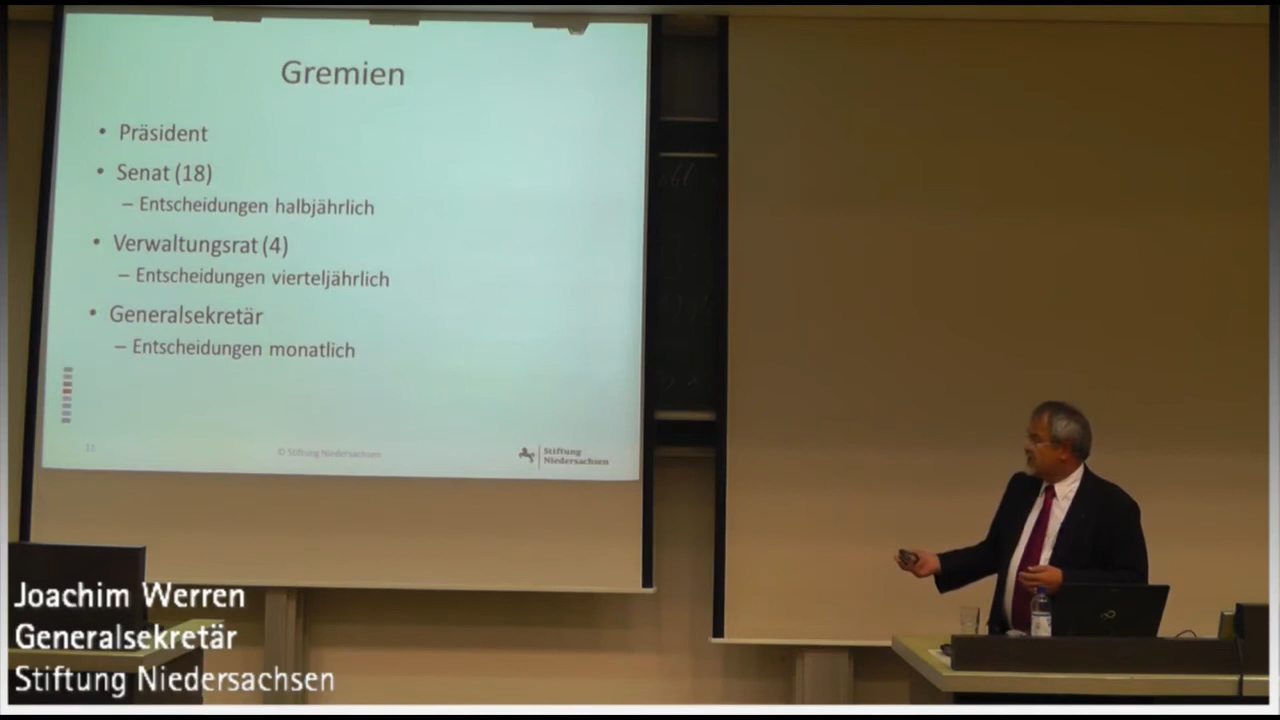 Gremien
• Präsident
• Senat (18)
– Entscheidungen halbjährlich
• Verwaltungsrat (4)
– Entscheidungen vierteljährlich
• Generalsekretär
– Entscheidungen monatlich
© Stiftung Niedersachsen
Stiftung
Niedersachsen
Joachim Werren
Generalsekretär
Stiftung Niedersachsen